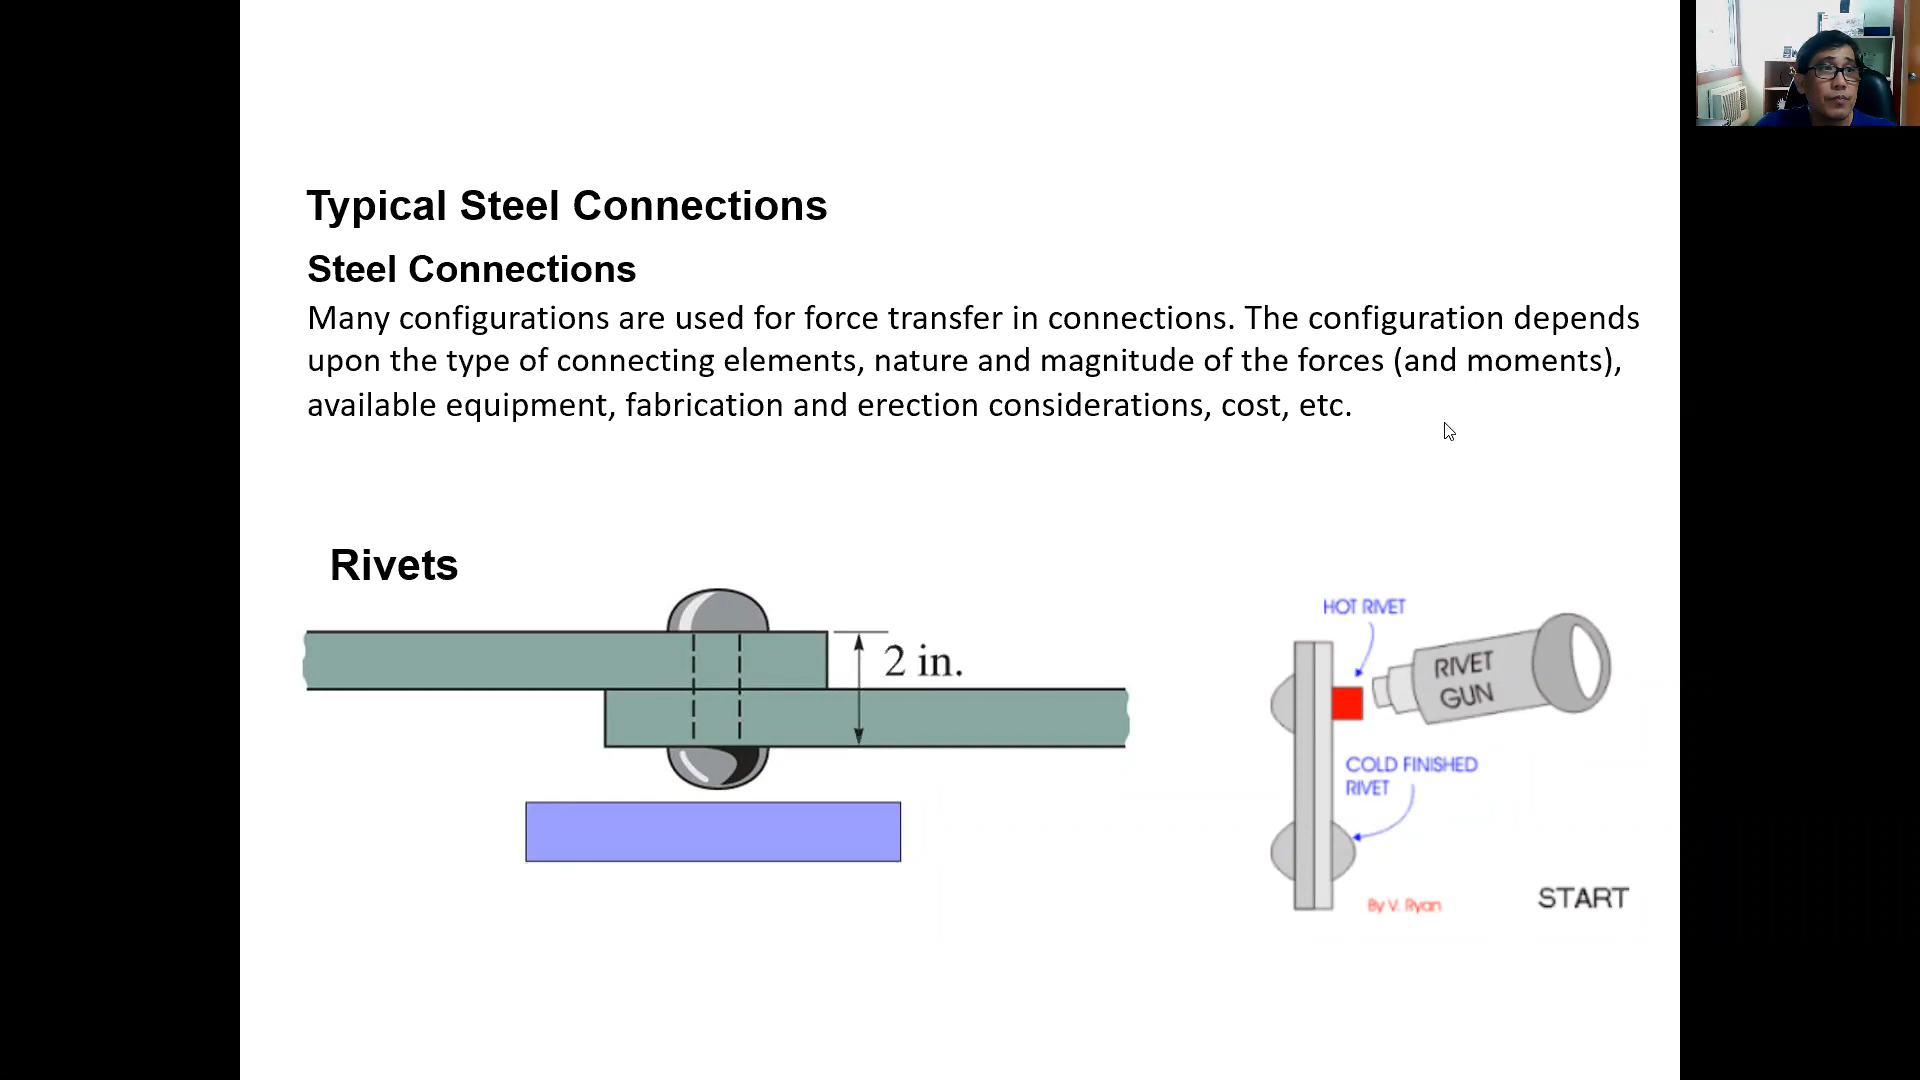 Typical Steel Connections
Steel Connections
Many configurations are used for force transfer in connections. The configuration depends
upon the type of connecting elements, nature and magnitude of the forces (and moments),
available equipment, fabrication and erection considerations, cost, etc.
Rivets
2 in.
HOT RIVET
RIVET
GUN
COLD FINISHED
RIVET
START
By V. Ryan